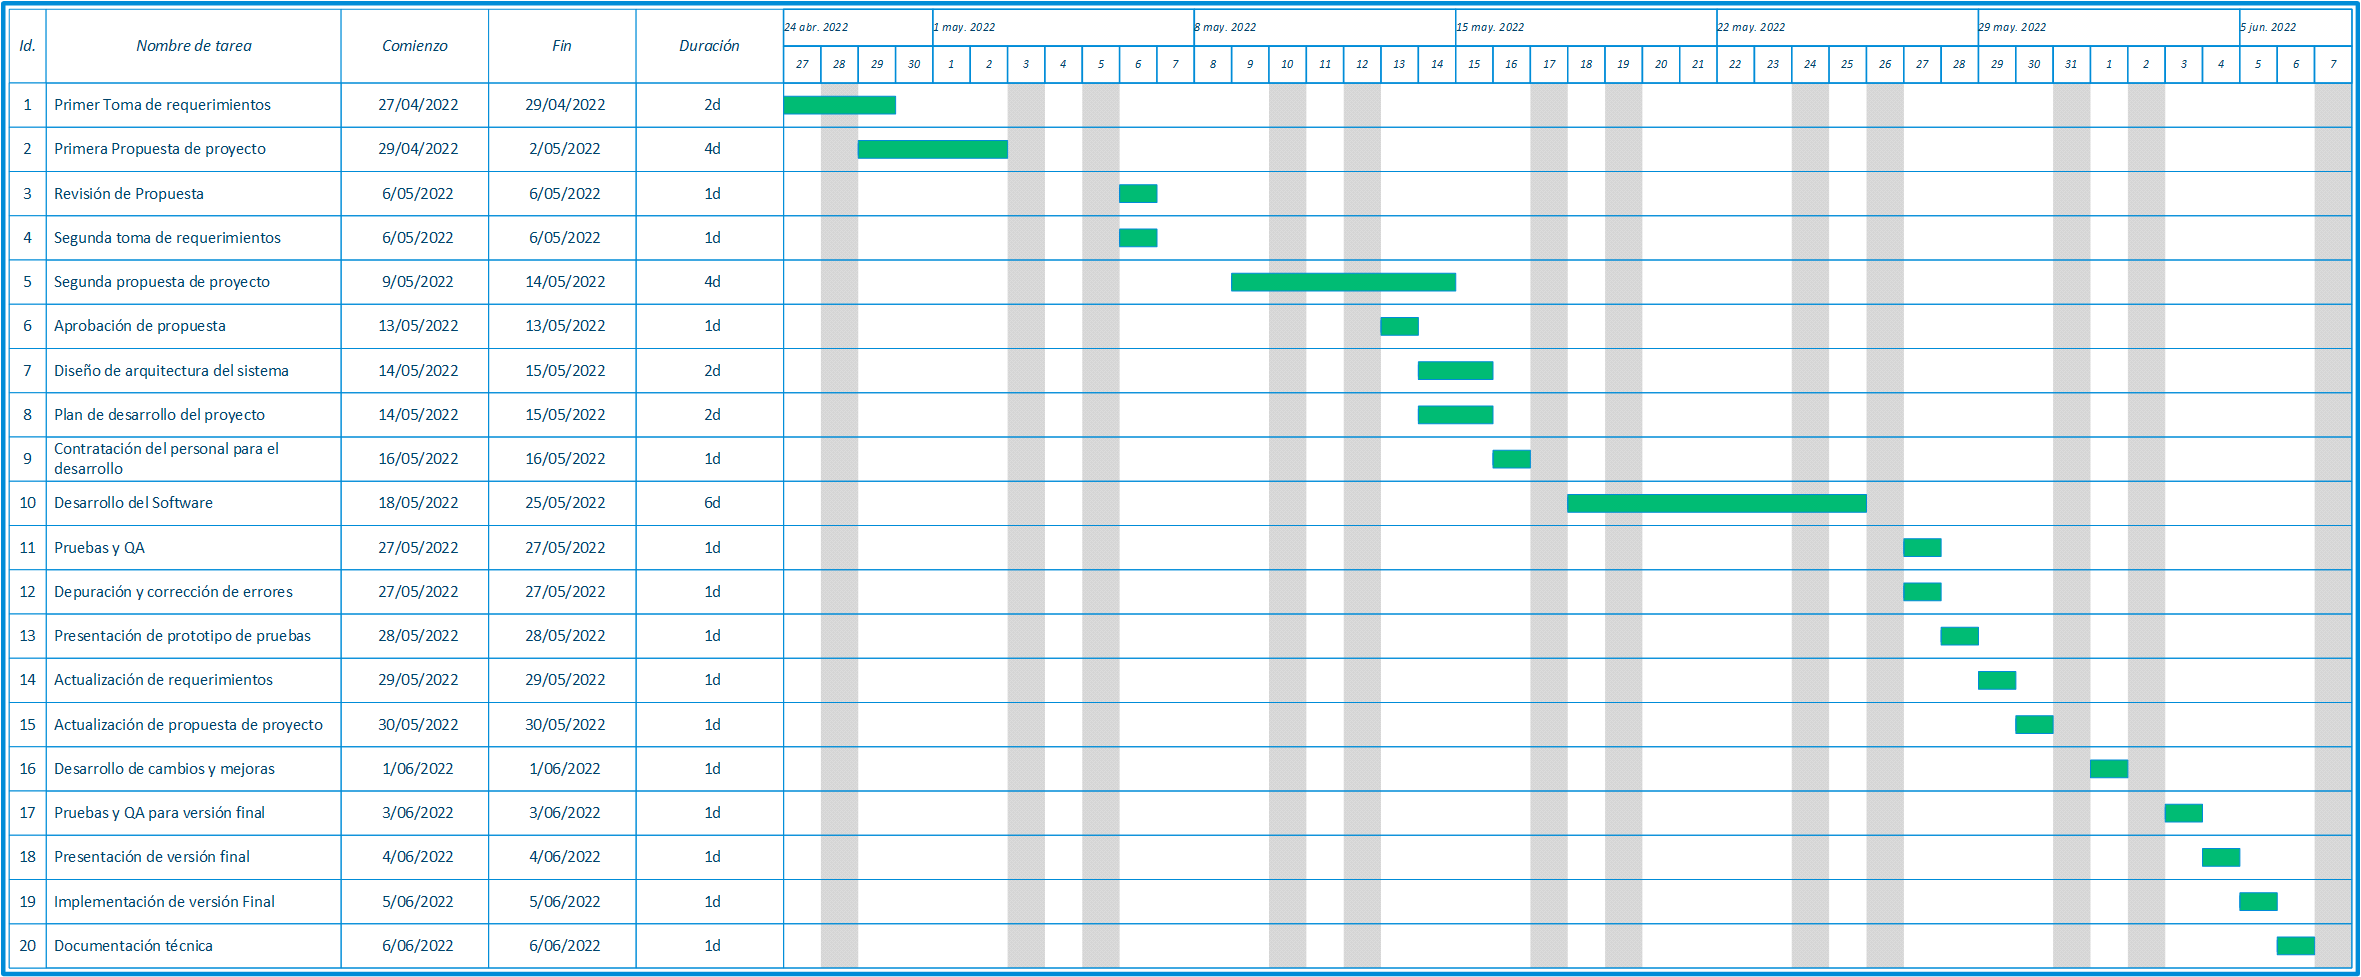 Id. Nombre de tarea Comienzo Fin Duración 24 abr. 2022 1 may. 2022 8 may. 2022 15 may. 2022 22 may. 2022 29 may. 2022 5 jun. 2022
27 28 29 30 1 2 3 4 5 6 7 8 9 10 11 12 13 14 15 16 17 18 19 20 21 22 23 24 25 26 27 28 29 30 31 1 2 3 4 5 6 7
1 Primer Toma de requerimientos 27/04/2022 29/04/2022 2d
2 Primera Propuesta de proyecto 29/04/2022 2/05/2022 4d
3 Revisión de Propuesta 6/05/2022 6/05/2022 1d
4 Segunda toma de requerimientos 6/05/2022 6/05/2022 1d
5 Segunda propuesta de proyecto 9/05/2022 14/05/2022 4d
6 Aprobación de propuesta 13/05/2022 13/05/2022 1d
7 Diseño de arquitectura del sistema 14/05/2022 15/05/2022 2d
8 Plan de desarrollo del proyecto 14/05/2022 15/05/2022 2d
9 Contratación del personal para el
desarrollo 16/05/2022 16/05/2022 1d
10 Desarrollo del Software 18/05/2022 25/05/2022 6d
11 Pruebas y QA 27/05/2022 27/05/2022 1d
12 Depuración y corrección de errores 27/05/2022 27/05/2022 1d
13 Presentación de prototipo de pruebas 28/05/2022 28/05/2022 1d
14 Actualización de requerimientos 29/05/2022 29/05/2022 1d
15 Actualización de propuesta de proyecto 30/05/2022 30/05/2022 1d
16 Desarrollo de cambios y mejoras 1/06/2022 1/06/2022 1d
17 Pruebas y QA para versión final 3/06/2022 3/06/2022 1d
18 Presentación de versión final 4/06/2022 4/06/2022 1d
19 Implementación de versión Final 5/06/2022 5/06/2022 1d
20 Documentación técnica 6/06/2022 6/06/2022 1d